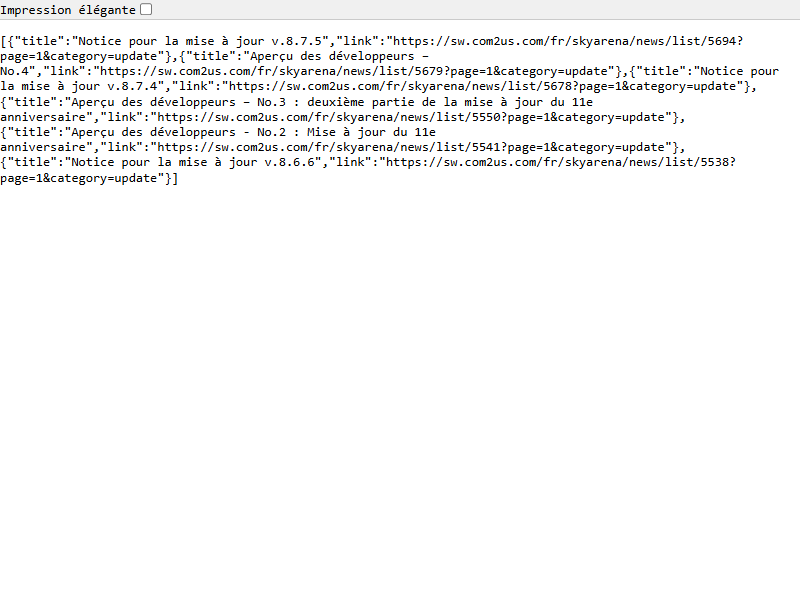 Impression élégante
[{"title":"Notice pour la mise à jour v.8.7.5","link":"https://sw.com2us.com/fr/skyarena/news/list/5694?
page=1&category=update"},{"title":"Aperçu des développeurs –
No.4","link":"https://sw.com2us.com/fr/skyarena/news/list/5679?page=1&category=update"},{"title":"Notice pour
la mise à jour v.8.7.4","link":"https://sw.com2us.com/fr/skyarena/news/list/5678?page=1&category=update"},
{"title":"Aperçu des développeurs – No.3 : deuxième partie de la mise à jour du 11e
anniversaire","link":"https://sw.com2us.com/fr/skyarena/news/list/5550?page=1&category=update"},
{"title":"Aperçu des développeurs - No.2 : Mise à jour du 11e
anniversaire","link":"https://sw.com2us.com/fr/skyarena/news/list/5541?page=1&category=update"},
{"title":"Notice pour la mise à jour v.8.6.6","link":"https://sw.com2us.com/fr/skyarena/news/list/5538?
page=1&category=update"}]